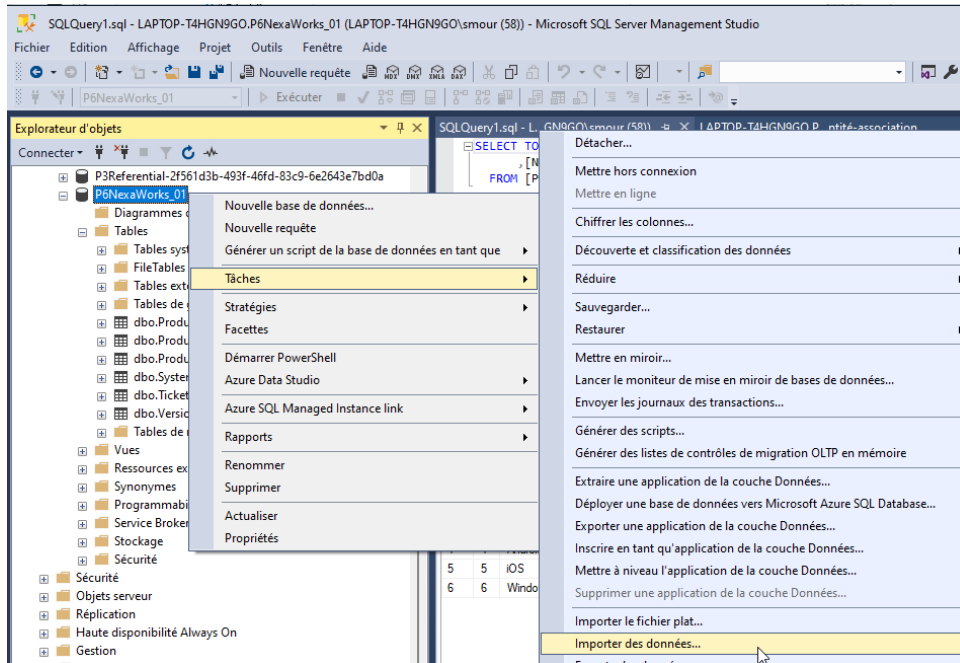 SQLQuery1.sql - LAPTOP-T4HGN9GO.P6NexaWorks_01 (LAPTOP-T4HGN9GO\smour (58)) - Microsoft SQL Server Management Studio
Fichier Edition Affichage Projet Outils Fenêtre Aide
Nouvelle requête
P6NexaWorks_01
Exécuter
Explorateur d'objets
Connecter
P3Referential-2f561d3b-493f-46fd-83c9-6e2643e7bd0a
P6NexaWorks_01
Diagrammes
Tables
Tables syst
FileTables
Tables exte
Tables de
dbo.Produ
dbo.Produ
dbo.Produ
dbo.System
dbo.Ticket
dbo.Versic
Tables de
Vues
Ressources ex
Synonymes
Programmabi
Service Broker
Stockage
Sécurité
Sécurité
Objets serveur
Réplication
Haute disponibilité Always On
Gestion
Nouvelle base de données...
Nouvelle requête
Générer un script de la base de données en tant que
Tâches
Stratégies
Facettes
Démarrer PowerShell
Azure Data Studio
Azure SQL Managed Instance link
Rapports
Renommer
Supprimer
Actualiser
Propriétés
SQLQuery1.sql - L...GN9GO\smour (58))
LAPTOP-T4HGN9GO.P...ntité-association
SELECT TO
,[N
FROM [P
5 5 iOS
6 6 Windo
Détacher...
Mettre hors connexion
Mettre en ligne
Chiffrer les colonnes...
Découverte et classification des données
Réduire
Sauvegarder...
Restaurer
Mettre en miroir...
Lancer le moniteur de mise en miroir de bases de données...
Envoyer les journaux des transactions...
Générer des scripts...
Générer des listes de contrôles de migration OLTP en mémoire
Extraire une application de la couche Données...
Déployer une base de données vers Microsoft Azure SQL Database...
Exporter une application de la couche Données...
Inscrire en tant qu'application de la couche Données...
Mettre à niveau l'application de la couche Données...
Supprimer une application de la couche Données...
Importer le fichier plat...
Importer des données...